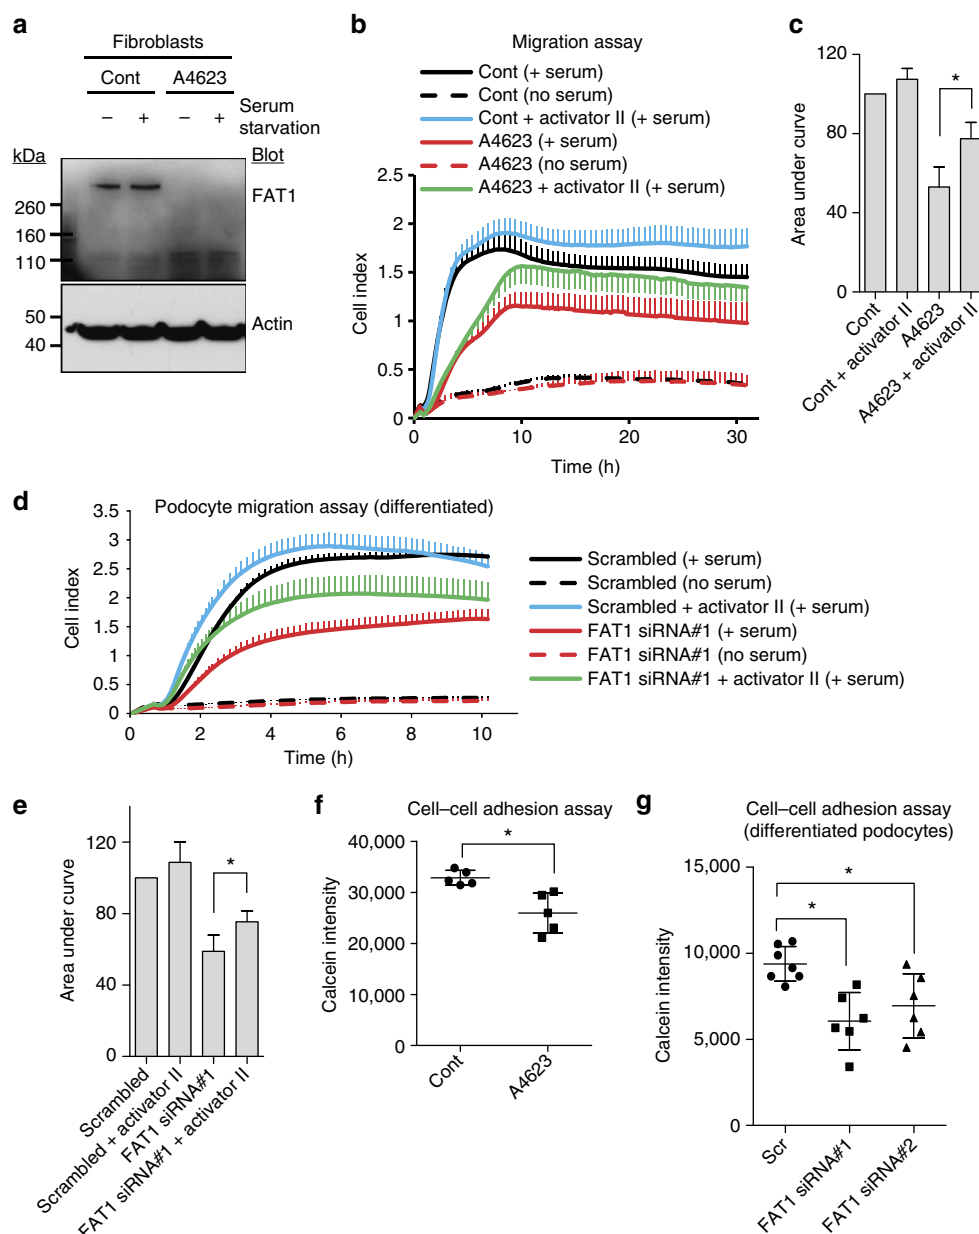 a
Fibroblasts
Cont A4623
– + – +
Serum
starvation
kDa
Blot
FAT1
260
160
110
50
Actin
40
b
Migration assay
Cont (+ serum)
Cont (no serum)
Cont + activator II (+ serum)
A4623 (+ serum)
A4623 (no serum)
A4623 + activator II (+ serum)
2.5
2
1.5
1
0.5
0
Cell index
0 10 20 30
Time (h)
c
120
80
40
0
Area under curve
*
Cont
Cont + activator II
A4623
A4623 + activator II
d
Podocyte migration assay (differentiated)
3.5
3
2.5
2
1.5
1
0.5
0
Cell index
0 2 4 6 8 10
Time (h)
Scrambled (+ serum)
Scrambled (no serum)
Scrambled + activator II (+ serum)
FAT1 siRNA#1 (+ serum)
FAT1 siRNA#1 (no serum)
FAT1 siRNA#1 + activator II (+ serum)
e
120
80
40
0
Area under curve
*
Scrambled
Scrambled + activator II
FAT1 siRNA#1
FAT1 siRNA#1 + activator II
f
Cell–cell adhesion assay
*
40,000
30,000
20,000
10,000
0
Calcein intensity
Cont
A4623
g
Cell–cell adhesion assay
(differentiated podocytes)
15,000
10,000
5,000
0
Calcein intensity
*
*
Scr
FAT1 siRNA#1
FAT1 siRNA#2